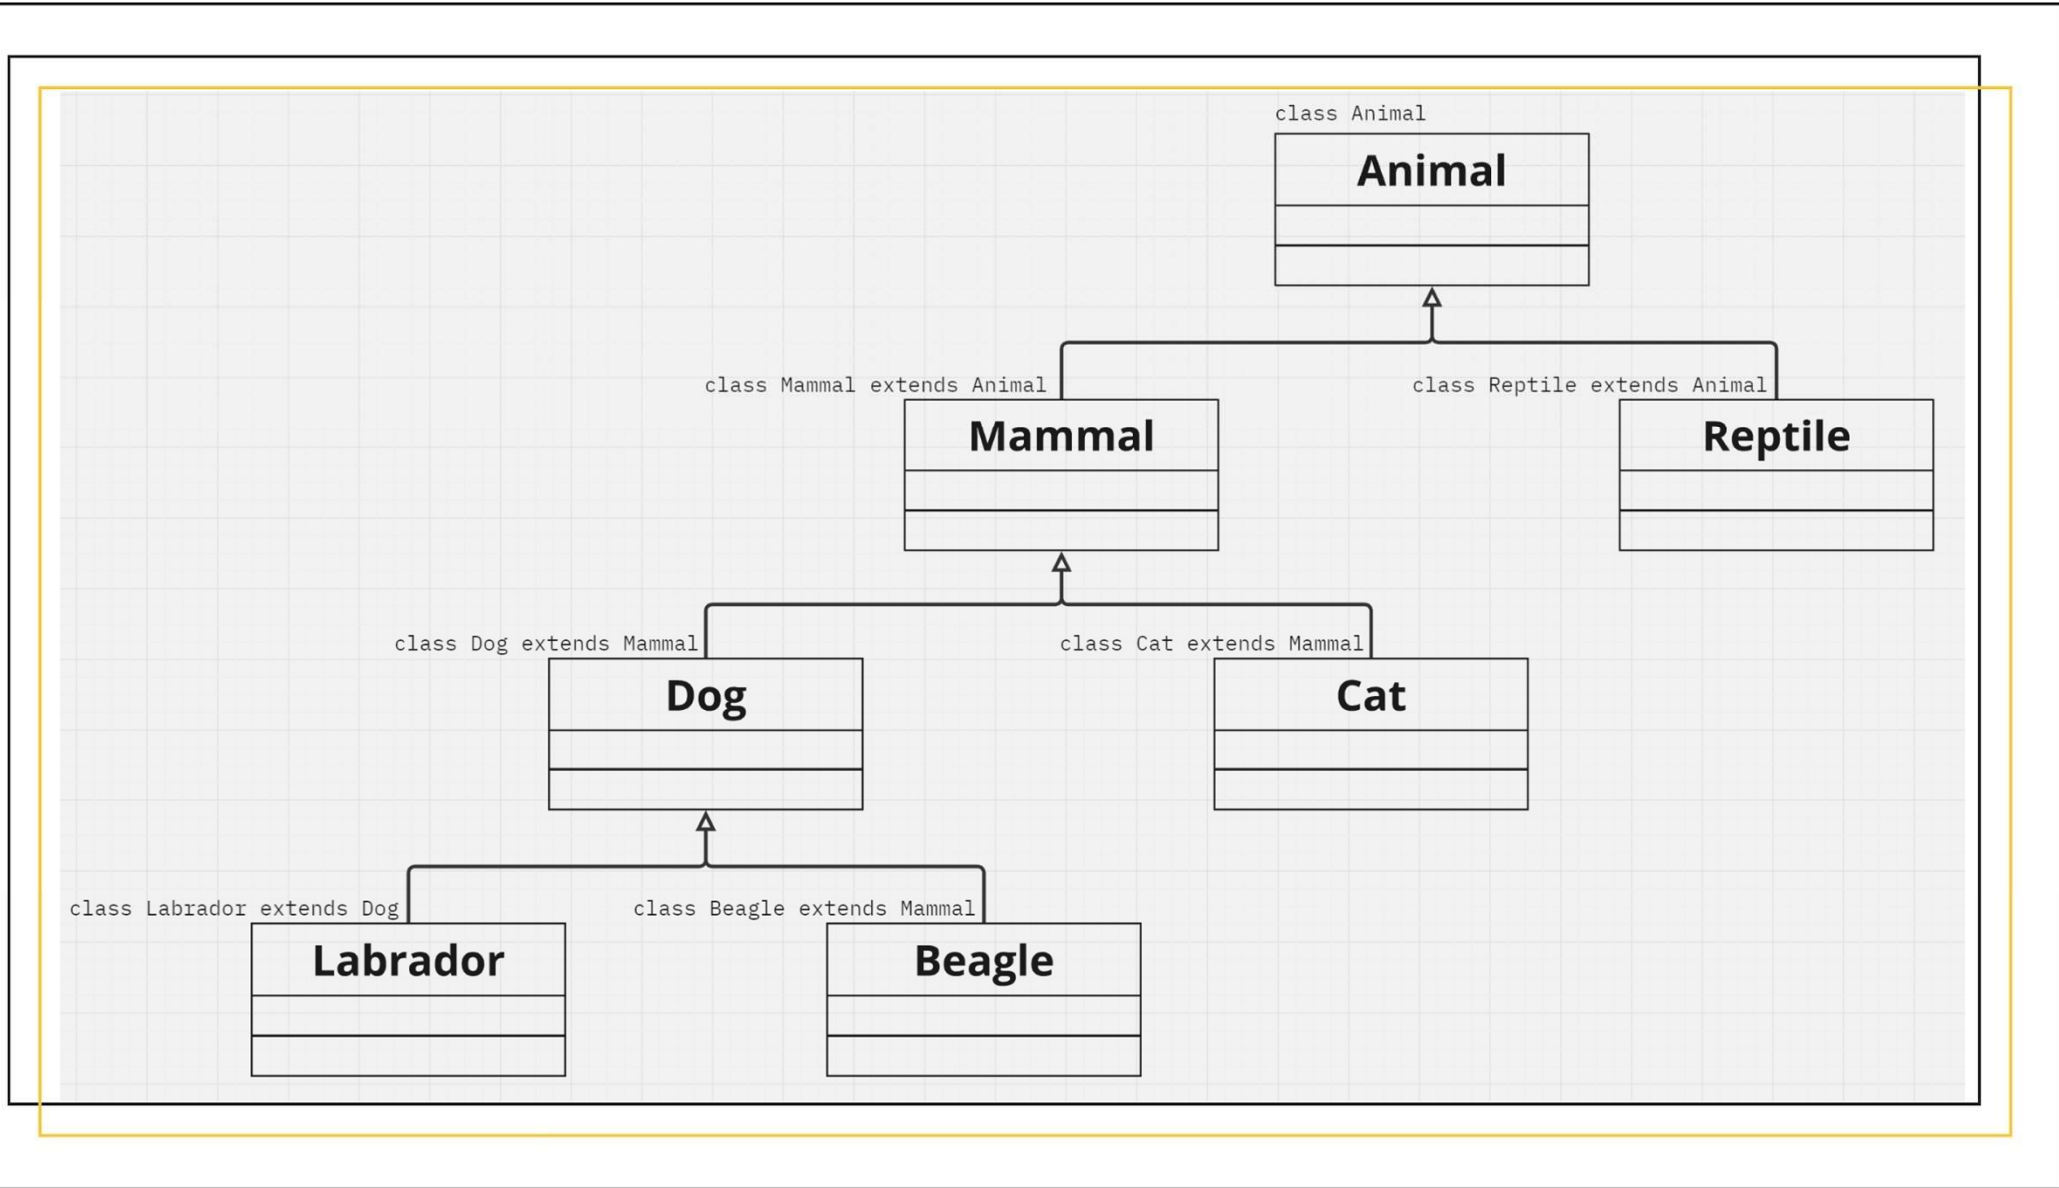 class Animal
Animal
class Mammal extends Animal
class Reptile extends Animal
Mammal
Reptile
class Dog extends Mammal
class Cat extends Mammal
Dog
Cat
class Labrador extends Dog
class Beagle extends Mammal
Labrador
Beagle